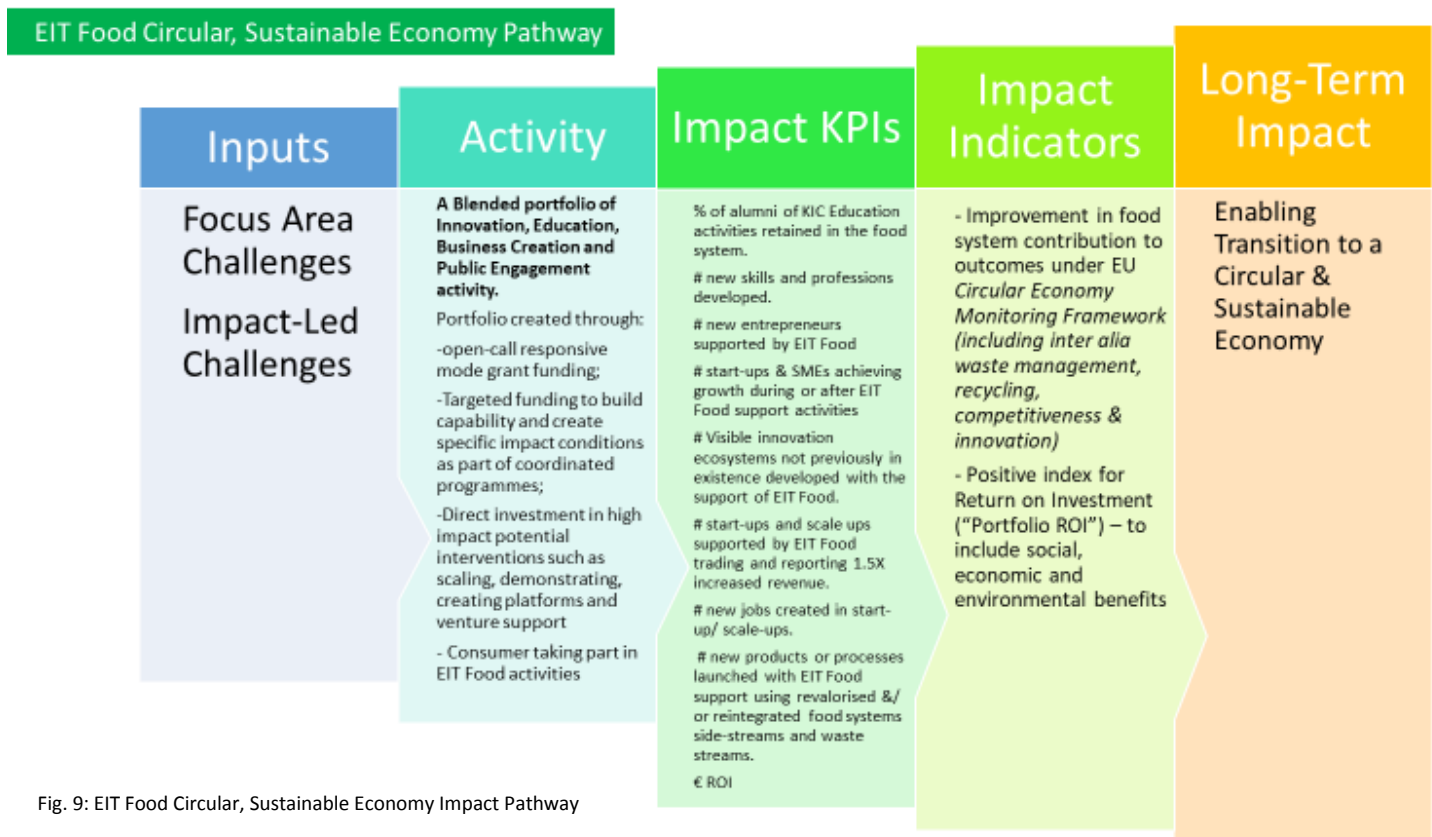 EIT Food Circular, Sustainable Economy Pathway
Inputs
Focus Area
Challenges
Impact-Led
Challenges
Activity
A Blended portfolio of
Innovation, Education,
Business Creation and
Public Engagement
activity.
Portfolio created through:
-open-call responsive
mode grant funding;
-Targeted funding to build
capability and create
specific impact conditions
as part of coordinated
programmes;
-Direct investment in high
impact potential
interventions such as
scaling, demonstrating,
creating platforms and
venture support
- Consumer taking part in
EIT Food activities
Impact KPIs
% of alumni of KIC Education
activities retained in the food
system.
# new skills and professions
developed.
# new entrepreneurs
supported by EIT Food
# start-ups & SMEs achieving
growth during or after EIT
Food support activities
# Visible innovation
ecosystems not previously in
existence developed with the
support of EIT Food.
# start-ups and scale ups
supported by EIT Food
trading and reporting 1.5X
increased revenue.
# new jobs created in start-
up/ scale-ups.
# new products or processes
launched with EIT Food
support using revalorised &/
or reintegrated food systems
side-streams and waste
streams.
€ ROI
Impact
Indicators
- Improvement in food
system contribution to
outcomes under EU
Circular Economy
Monitoring Framework
(including inter alia
waste management,
recycling,
competitiveness &
innovation)
- Positive index for
Return on Investment
(“Portfolio ROI”) – to
include social,
economic and
environmental benefits
Long-Term
Impact
Enabling
Transition to a
Circular &
Sustainable
Economy
Fig. 9: EIT Food Circular, Sustainable Economy Impact Pathway